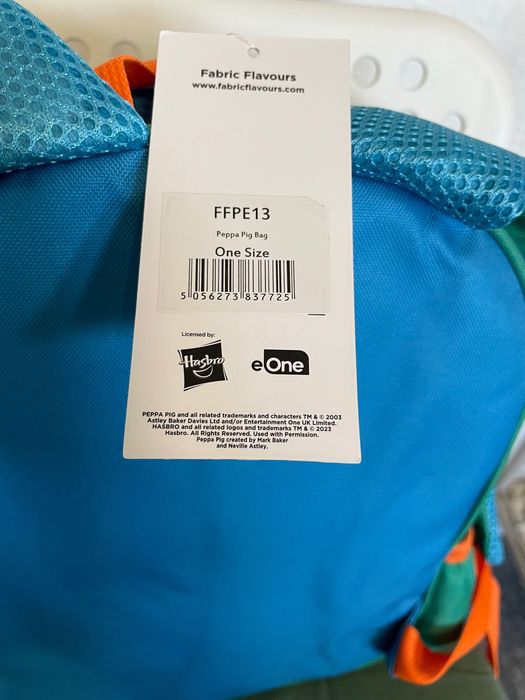 Fabric Flavours
www.fabricflavours.com
FFPE13
Peppa Pig Bag
One Size
5 056273 837725
Licensed by:
Hasbro
eOne
PEPPA PIG and all related trademarks and characters TM & © 2003
Astley Baker Davies Ltd and/or Entertainment One UK Limited.
HASBRO and all related logos and trademarks TM & © 2023
Hasbro. All Rights Reserved. Used with Permission.
Peppa Pig created by Mark Baker
and Neville Astley.